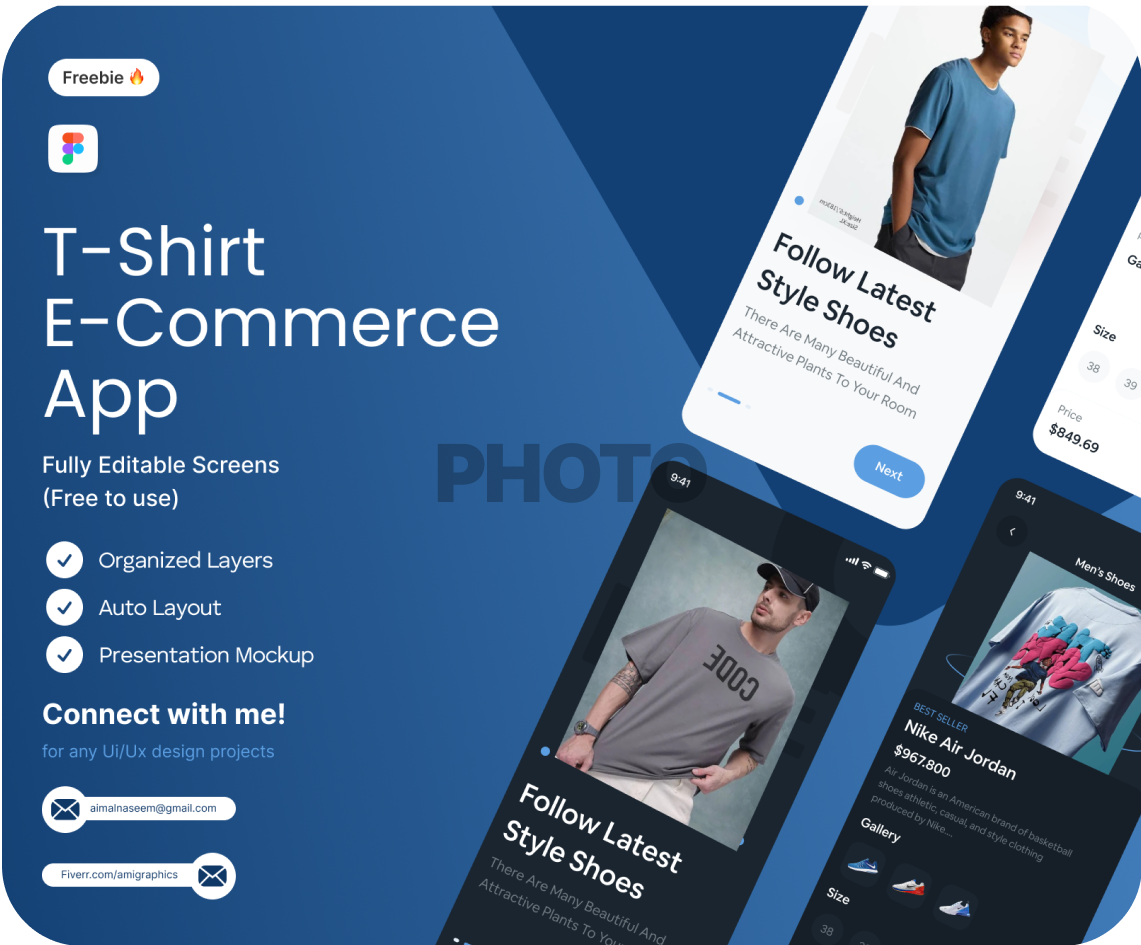 Freebie 🔥
T-Shirt
E-Commerce
App
Fully Editable Screens
(Free to use)
Organized Layers
Auto Layout
Presentation Mockup
Connect with me!
for any Ui/Ux design projects
aimalnaseem@gmail.com
Fiverr.com/amigraphics
PHOTO
Follow Latest
Style Shoes
There Are Many Beautiful And
Attractive Plants To Your Room
Next
Size
38
39
Price
$849.69
9:41
CODE
Follow Latest
Style Shoes
There Are Many Beautiful And
Attractive Plants To
9:41
Men's Shoes
BEST SELLER
Nike Air Jordan
$967.800
Air Jordan is an American brand of basketball
shoes athletic, casual, and style clothing
produced by Nike....
Gallery
Size
38